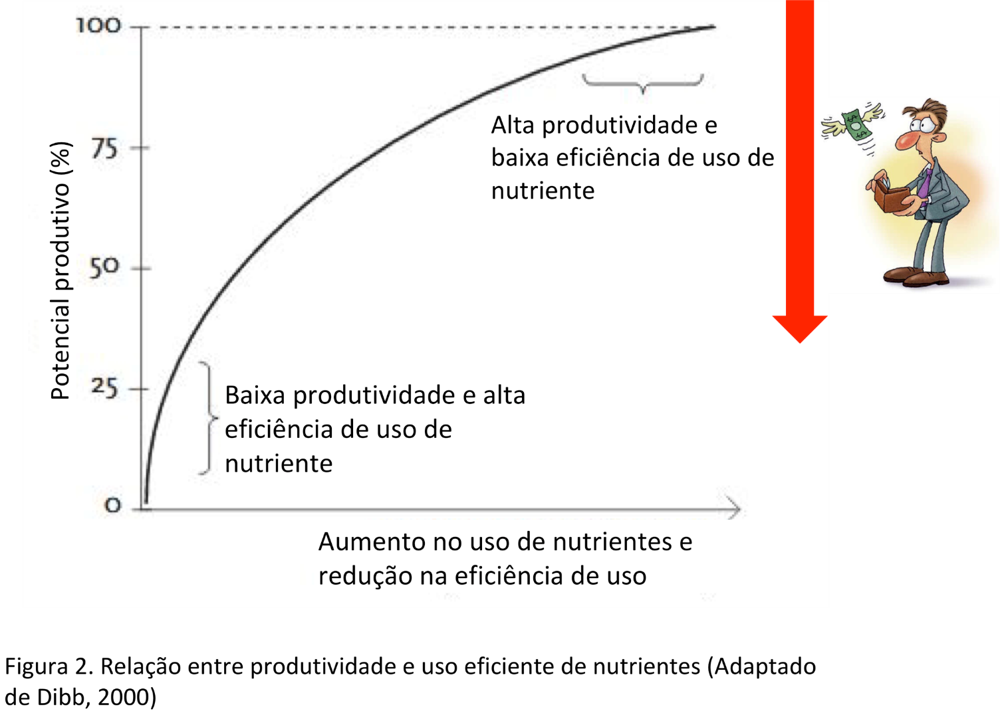 100
75
50
25
0
Potencial produtivo (%)
Alta produtividade e
baixa eficiência de uso de
nutriente
Baixa produtividade e alta
eficiência de uso de
nutriente
Aumento no uso de nutrientes e
redução na eficiência de uso
Figura 2. Relação entre produtividade e uso eficiente de nutrientes (Adaptado
de Dibb, 2000)